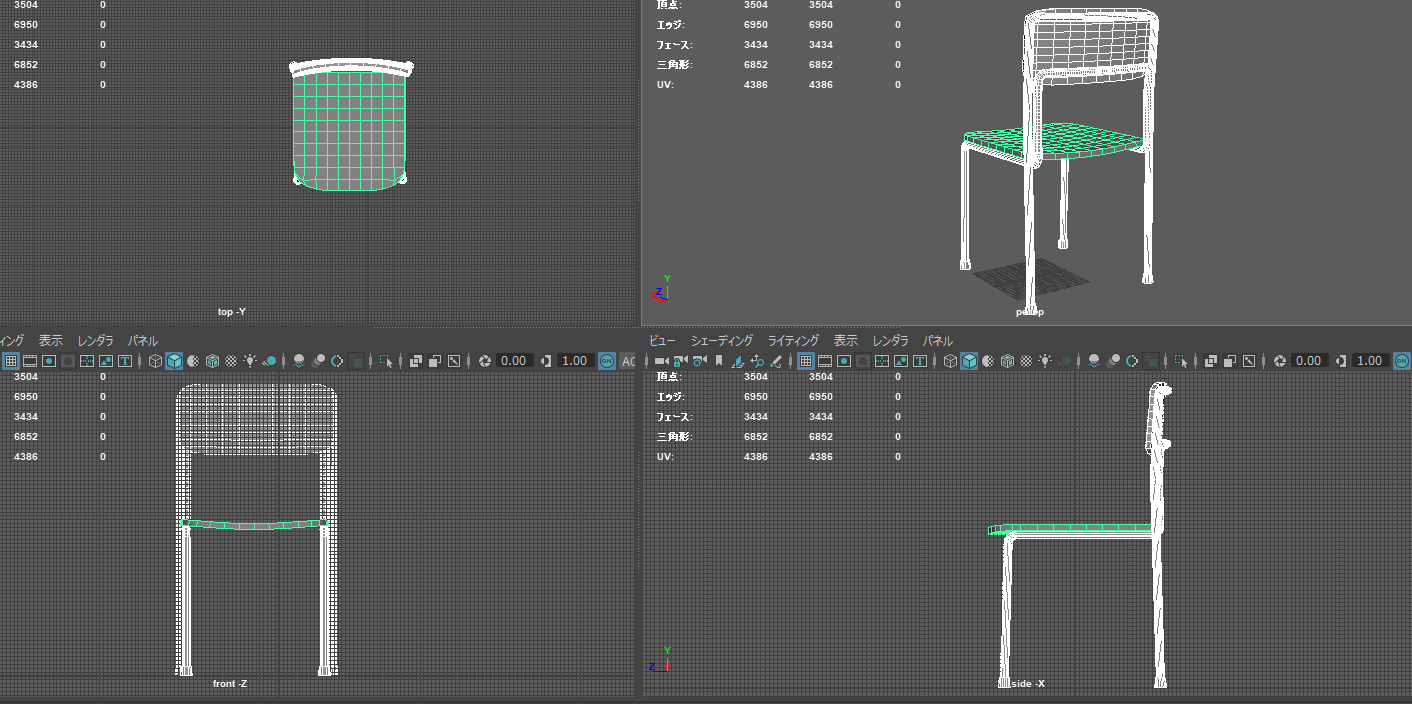 3504 0
6950 0
3434 0
6852 0
4386 0
top -Y
頂点: 3504 3504 0
エッジ: 6950 6950 0
フェース: 3434 3434 0
三角形: 6852 6852 0
UV: 4386 4386 0
Y
Z
X
persp
ィング 表示 レンダラ パネル
0.00 1.00 ON AC
3504 0
6950 0
3434 0
6852 0
4386 0
front -Z
ビュー シェーディング ライティング 表示 レンダラ パネル
0.00 1.00 ON
頂点: 3504 3504 0
エッジ: 6950 6950 0
フェース: 3434 3434 0
三角形: 6852 6852 0
UV: 4386 4386 0
Y
Z
side -X